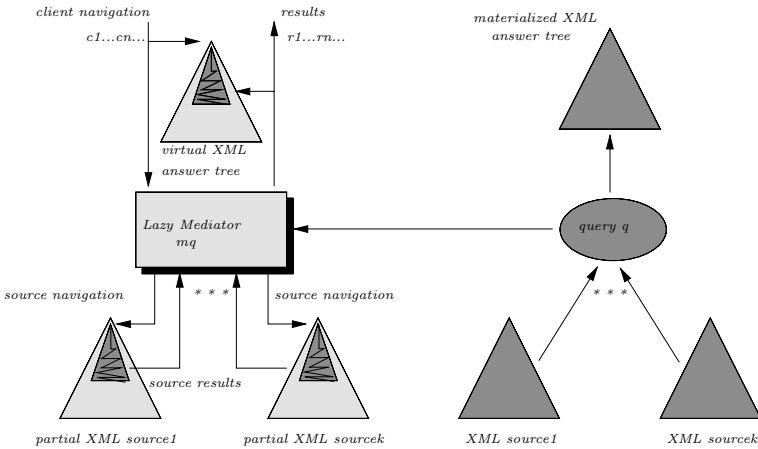 client navigation
results
materialized XML
answer tree
c1...cn...
r1...rn...
virtual XML
answer tree
Lazy Mediator
mq
query q
source navigation
* * *
source navigation
* * *
source results
partial XML source1
partial XML sourcek
XML source1
XML sourcek